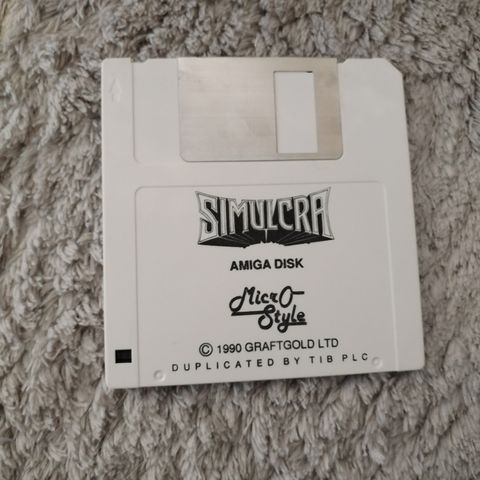 SIMULCRA
AMIGA DISK
MicrO
Style
© 1990 GRAFTGOLD LTD
DUPLICATED BY TIB PLC